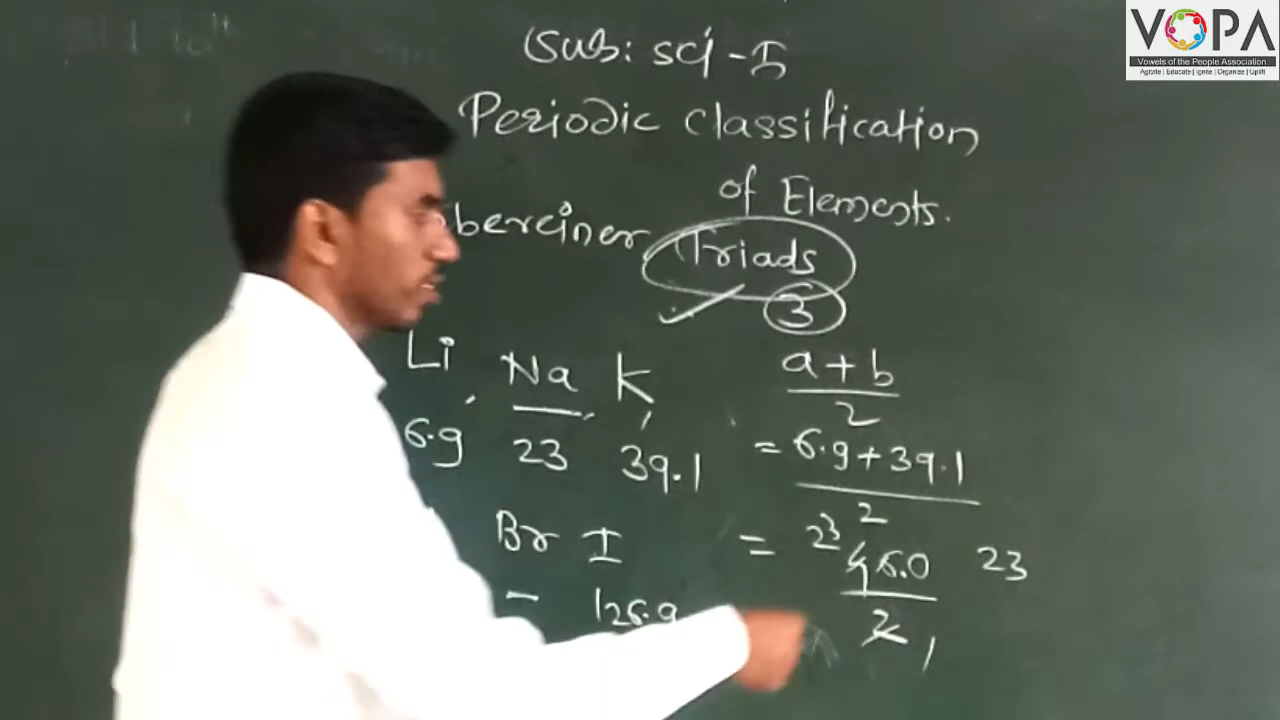 VOPA
Vowels of the People Association
Agitate | Educate | Ignite | Organize | Uplift
Sub: sci - I
Periodic classification
of Elements.
bereiner Triads
3
Li, Na, K,
6.9 23 39.1
a + b
2
= 6.9 + 39.1
2
= 23 46.0 23
2 1
Br I
- 126.9